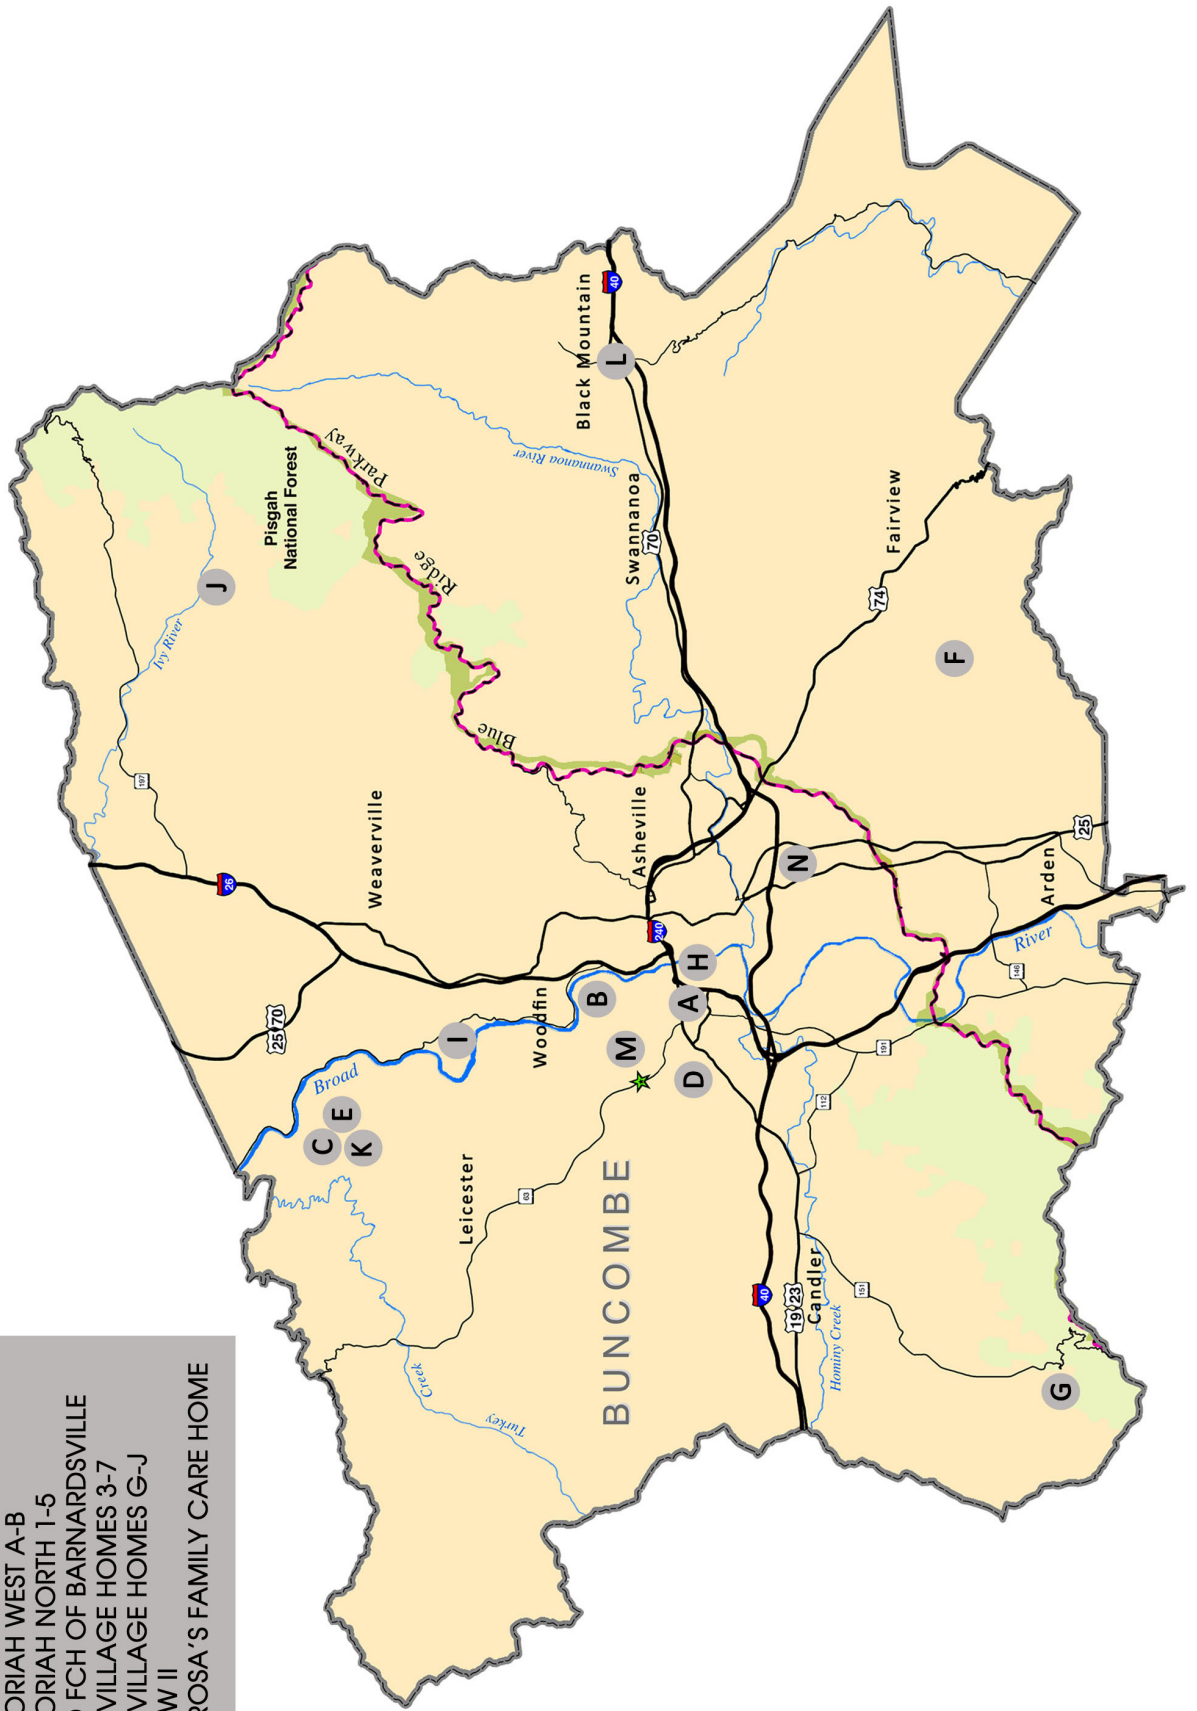 ORIAH WEST A-B
ORIAH NORTH 1-5
FCH OF BARNARDSVILLE
VILLAGE HOMES 3-7
VILLAGE HOMES G-J
W II
ROSA'S FAMILY CARE HOME
BUNCOMBE
Leicester
Weaverville
Woodfin
Asheville
Black Mountain
Swannanoa
Fairview
Arden
Candler
Pisgah
National Forest
Blue
Ridge
Parkway
Ivy River
Swannanoa River
Broad
River
Turkey
Creek
Hominy Creek
A
B
C
D
E
F
G
H
I
J
K
L
M
N
26
240
40
40
25 70
19 23
70
74
25
197
63
151
112
191
146